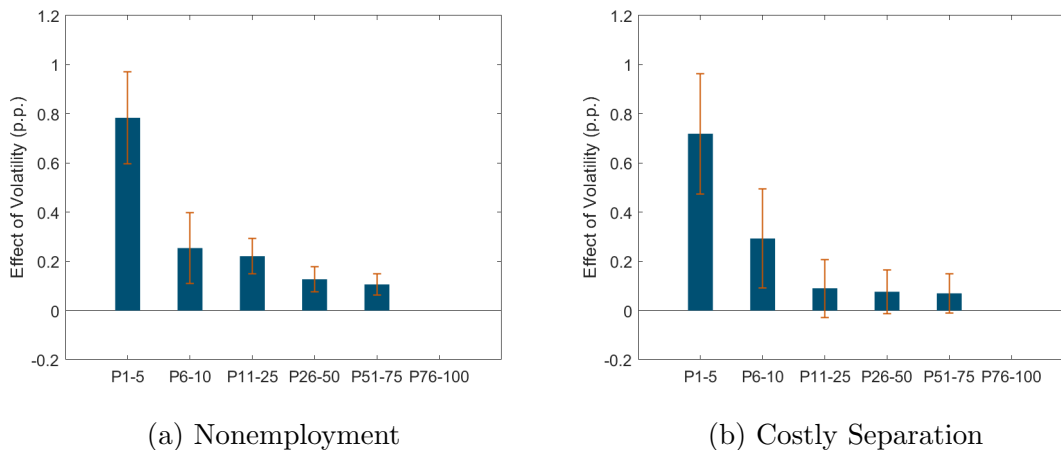 1.2
1
0.8
0.6
0.4
0.2
0
-0.2
Effect of Volatility (p.p.)
P1-5 P6-10 P11-25 P26-50 P51-75 P76-100
(a) Nonemployment
1.2
1
0.8
0.6
0.4
0.2
0
-0.2
Effect of Volatility (p.p.)
P1-5 P6-10 P11-25 P26-50 P51-75 P76-100
(b) Costly Separation